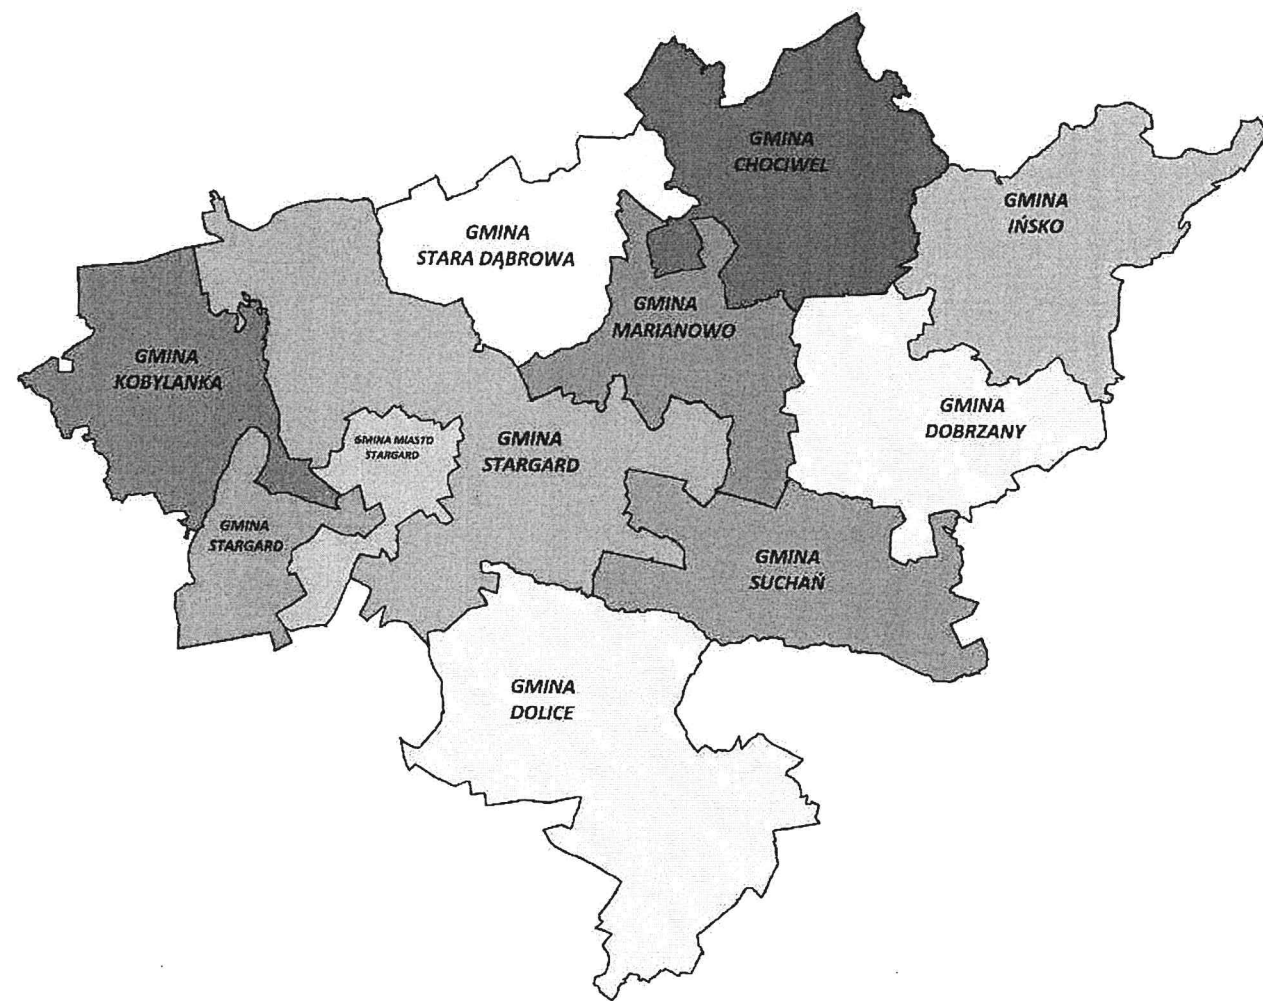 GMINA
CHOCIWEL
GMINA
IŃSKO
GMINA
STARA DĄBROWA
GMINA
MARIANOWO
GMINA
KOBYLANKA
GMINA
DOBRZANY
GMINA MIASTO
STARGARD
GMINA
STARGARD
GMINA
STARGARD
GMINA
SUCHAŃ
GMINA
DOLICE